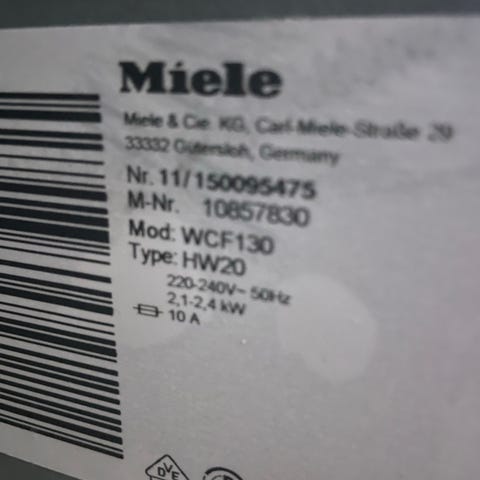 Miele
Miele & Cie. KG, Carl-Miele-Straße 29
33332 Gütersloh, Germany
Nr. 11/150095475
M-Nr. 10857830
Mod: WCF130
Type: HW20
220-240V~ 50Hz
2,1-2,4 kW
10 A
DVE